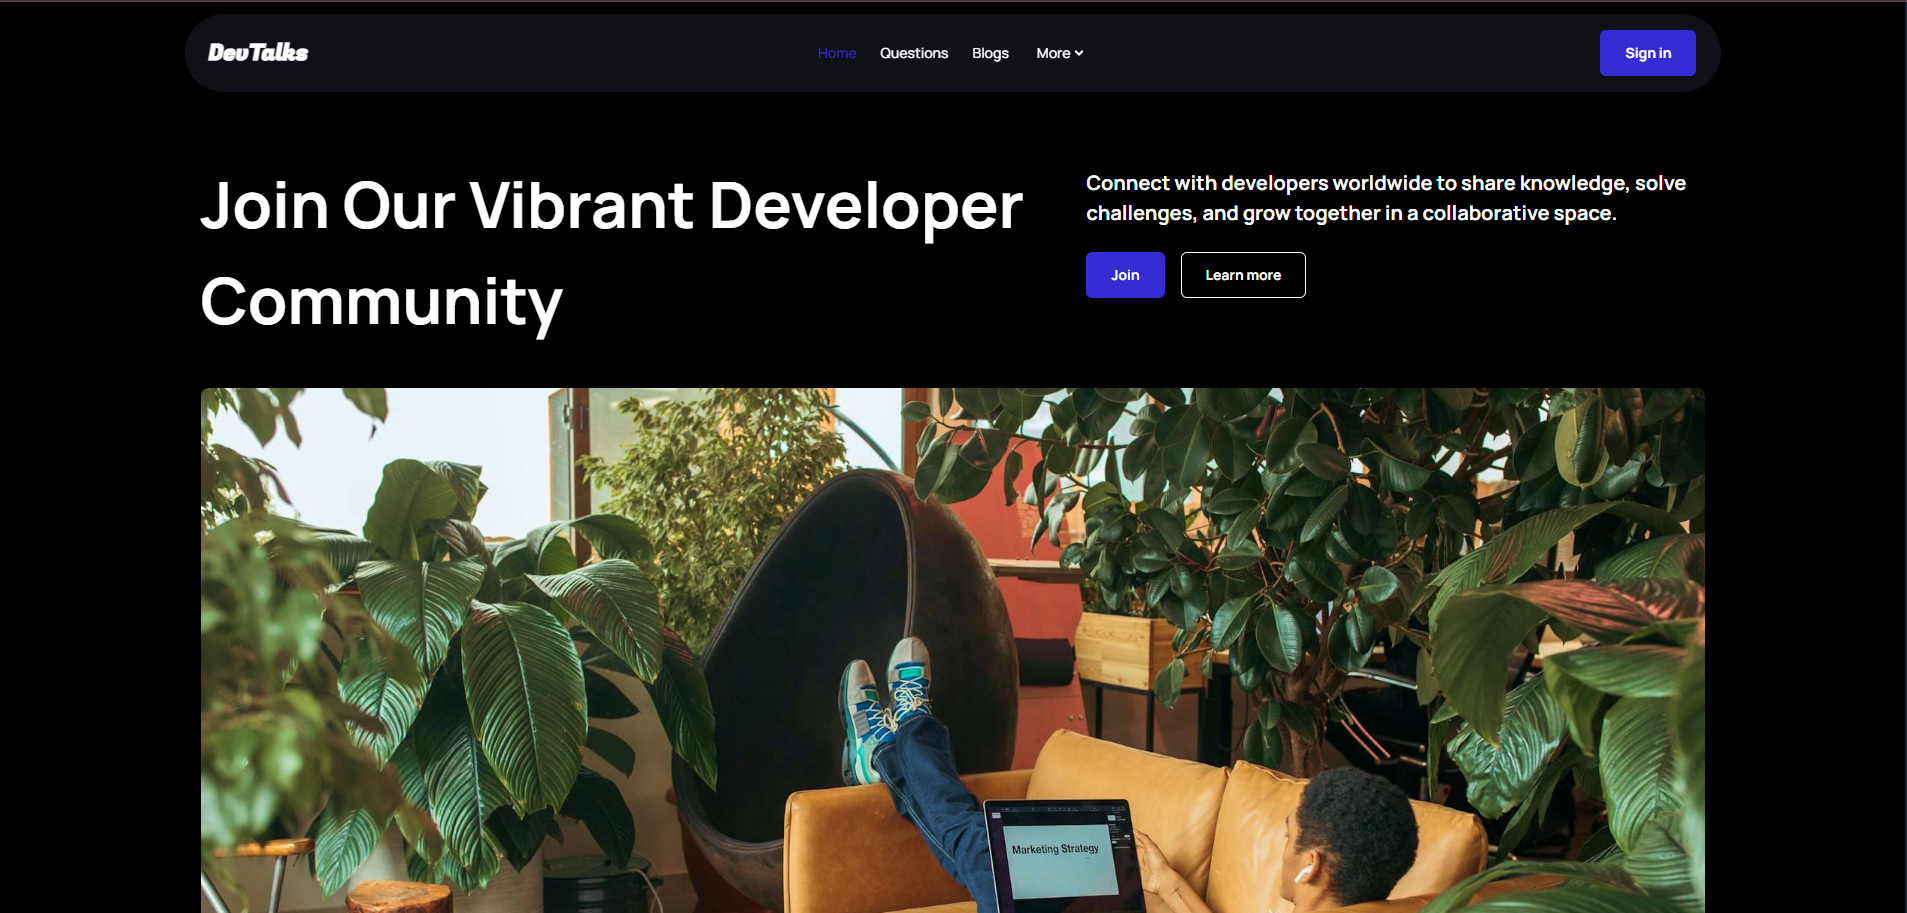 DevTalks
Home Questions Blogs More
Sign in
Join Our Vibrant Developer
Community
Connect with developers worldwide to share knowledge, solve
challenges, and grow together in a collaborative space.
Join Learn more
Marketing Strategy